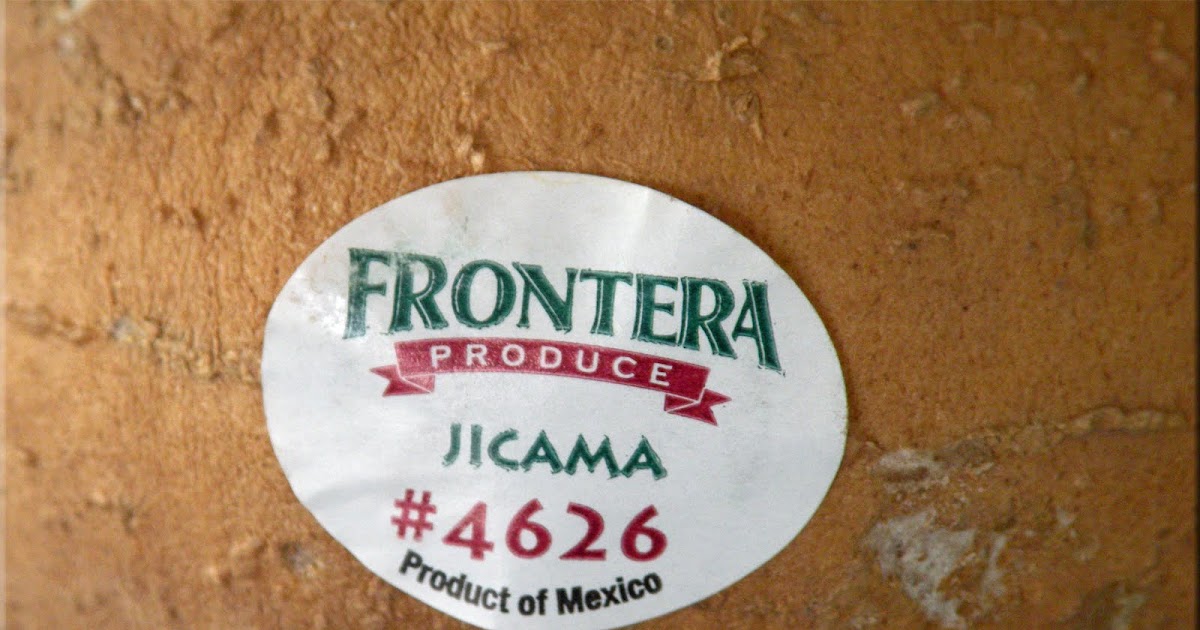 FRONTERA
PRODUCE
JICAMA
#4626
Product of Mexico